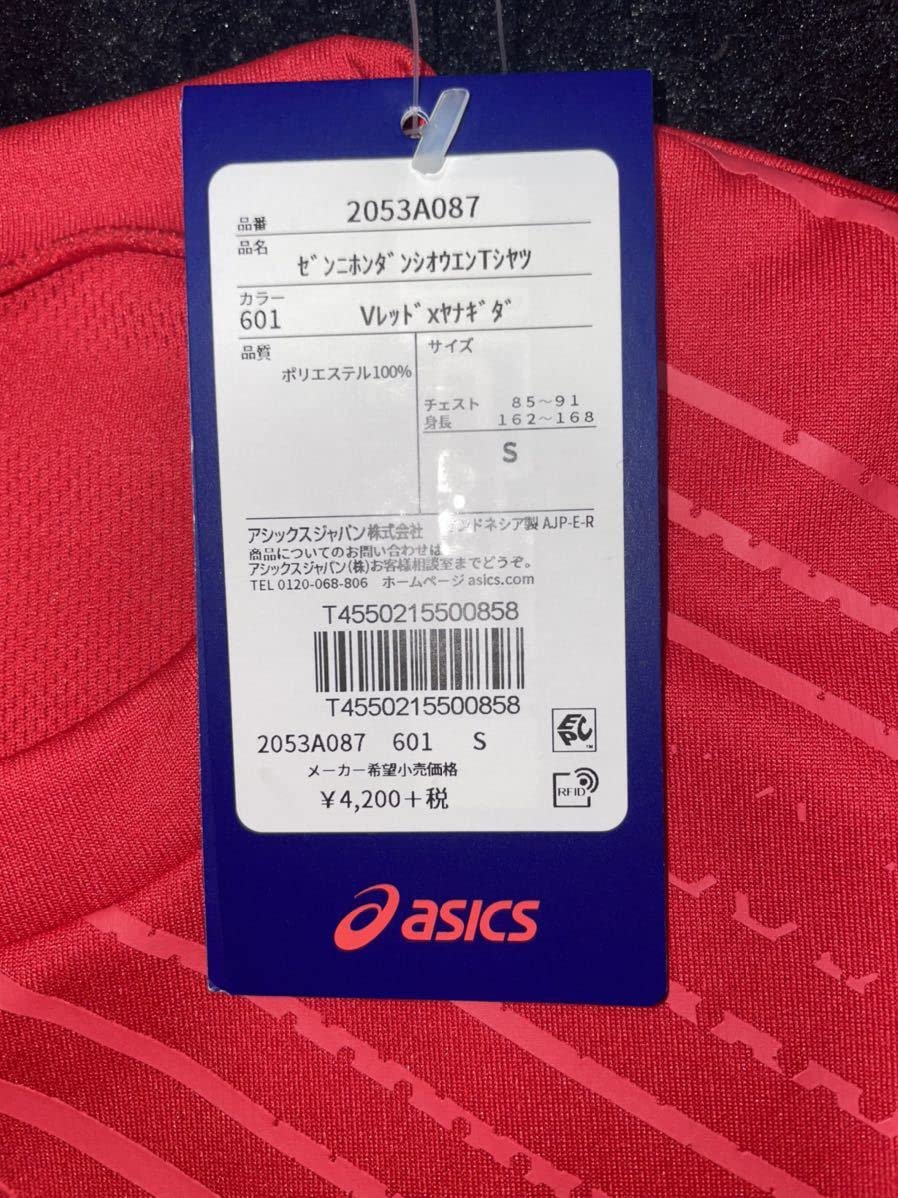 品番 2053A087
品名
ｾﾞﾝﾆﾎﾝﾀﾞﾝｼｵｳｴﾝTｼﾔﾂ
カラー
601 Vﾚｯﾄﾞxﾔﾅｷﾞﾀﾞ
品質
ポリエステル100%
サイズ
チェスト 85～91
身長 162～168
S
アシックスジャパン株式会社 ンドネシア製 AJP-E-R
商品についてのお問い合わせは
アシックスジャパン(株)お客様相談室までどうぞ。
TEL 0120-068-806 ホームページ asics.com
T4550215500858
T4550215500858
2053A087 601 S
メーカー希望小売価格
￥4,200＋税
EPC™
RFID
asics